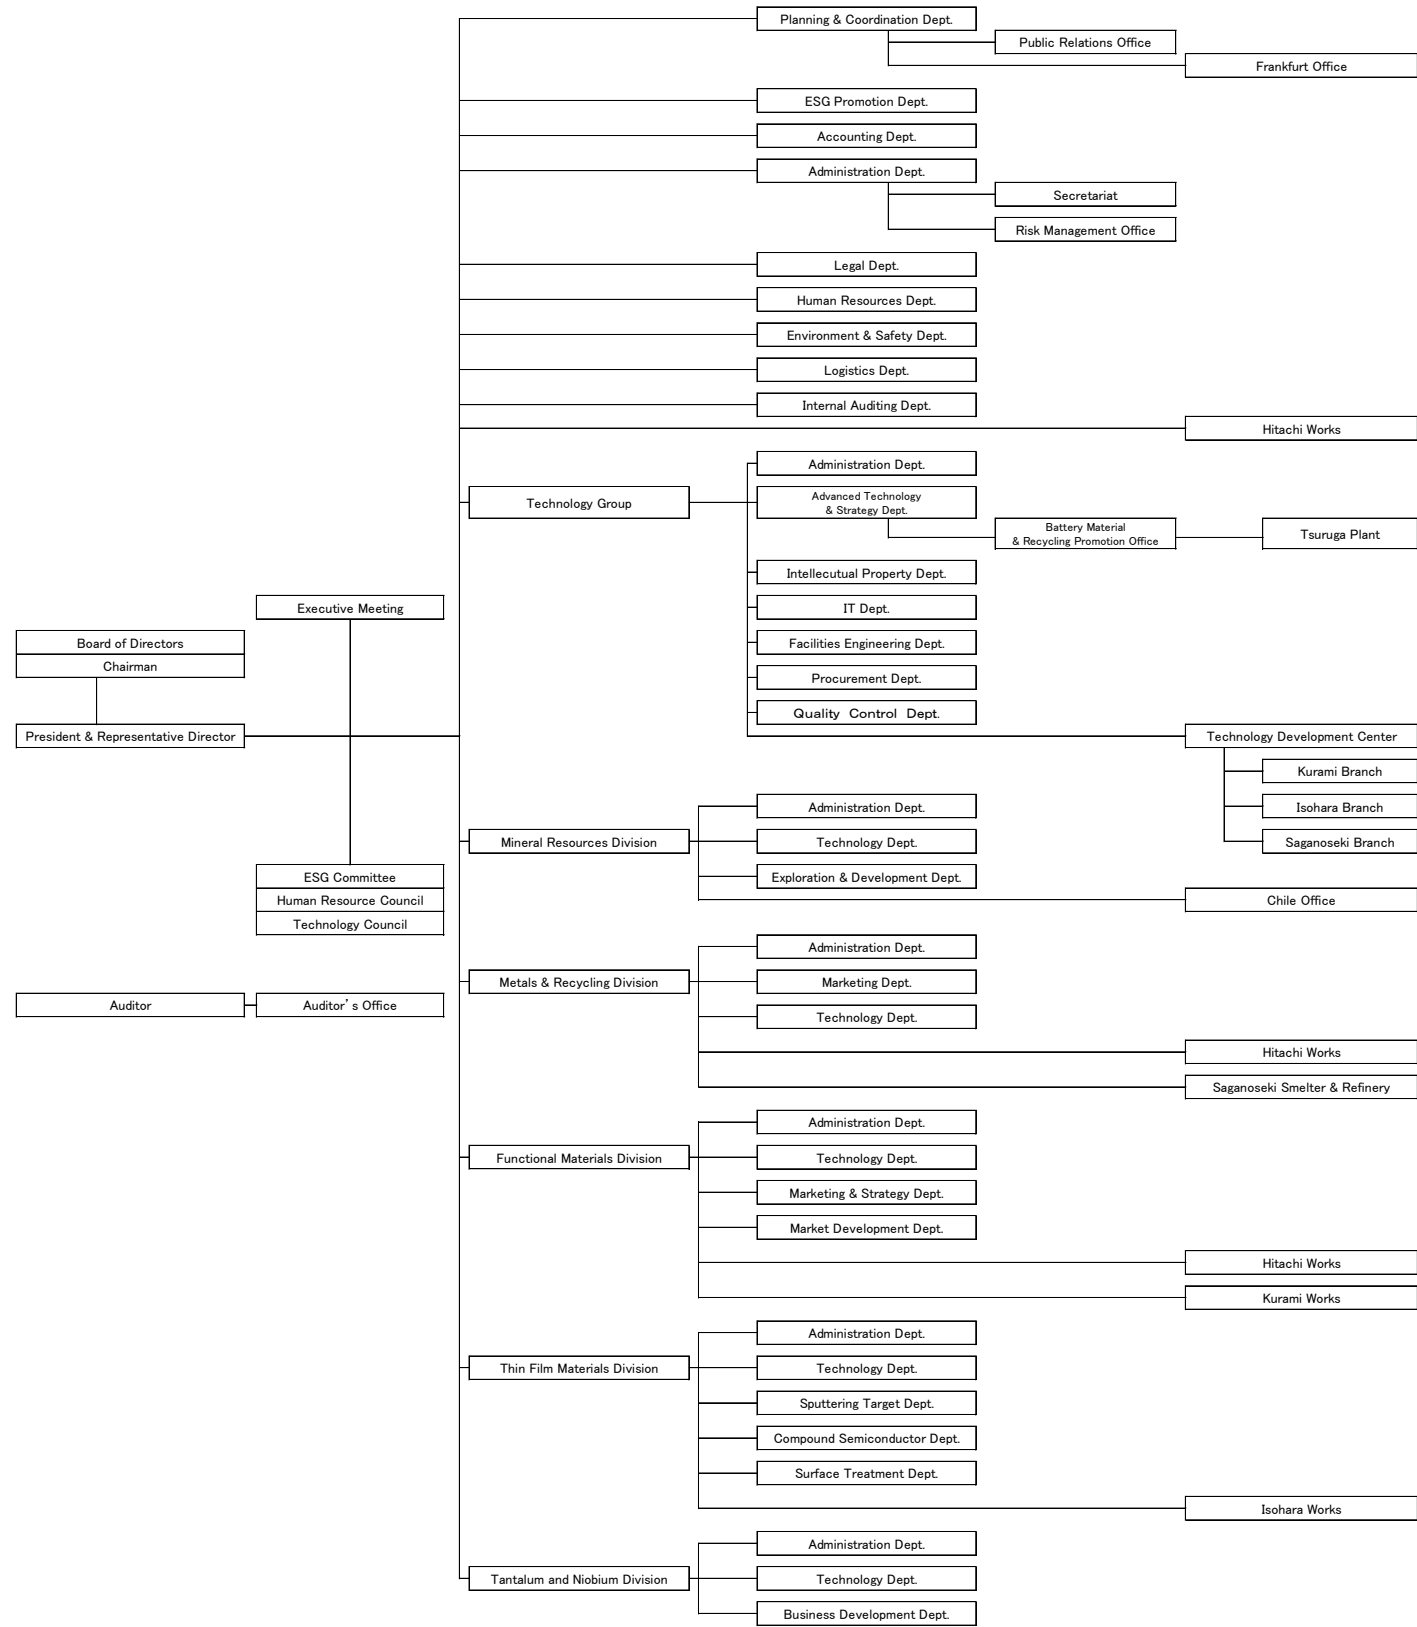 Planning & Coordination Dept.
Public Relations Office
Frankfurt Office
ESG Promotion Dept.
Accounting Dept.
Administration Dept.
Secretariat
Risk Management Office
Legal Dept.
Human Resources Dept.
Environment & Safety Dept.
Logistics Dept.
Internal Auditing Dept.
Hitachi Works
Administration Dept.
Technology Group
Advanced Technology
& Strategy Dept.
Battery Material
& Recycling Promotion Office
Tsuruga Plant
Intellecutual Property Dept.
Executive Meeting
IT Dept.
Board of Directors
Chairman
Facilities Engineering Dept.
Procurement Dept.
Quality Control Dept.
President & Representative Director
Technology Development Center
Kurami Branch
Isohara Branch
Saganoseki Branch
Administration Dept.
Mineral Resources Division
Technology Dept.
Exploration & Development Dept.
Chile Office
ESG Committee
Human Resource Council
Technology Council
Administration Dept.
Metals & Recycling Division
Marketing Dept.
Technology Dept.
Auditor
Auditor's Office
Hitachi Works
Saganoseki Smelter & Refinery
Administration Dept.
Functional Materials Division
Technology Dept.
Marketing & Strategy Dept.
Market Development Dept.
Hitachi Works
Kurami Works
Administration Dept.
Thin Film Materials Division
Technology Dept.
Sputtering Target Dept.
Compound Semiconductor Dept.
Surface Treatment Dept.
Isohara Works
Administration Dept.
Tantalum and Niobium Division
Technology Dept.
Business Development Dept.